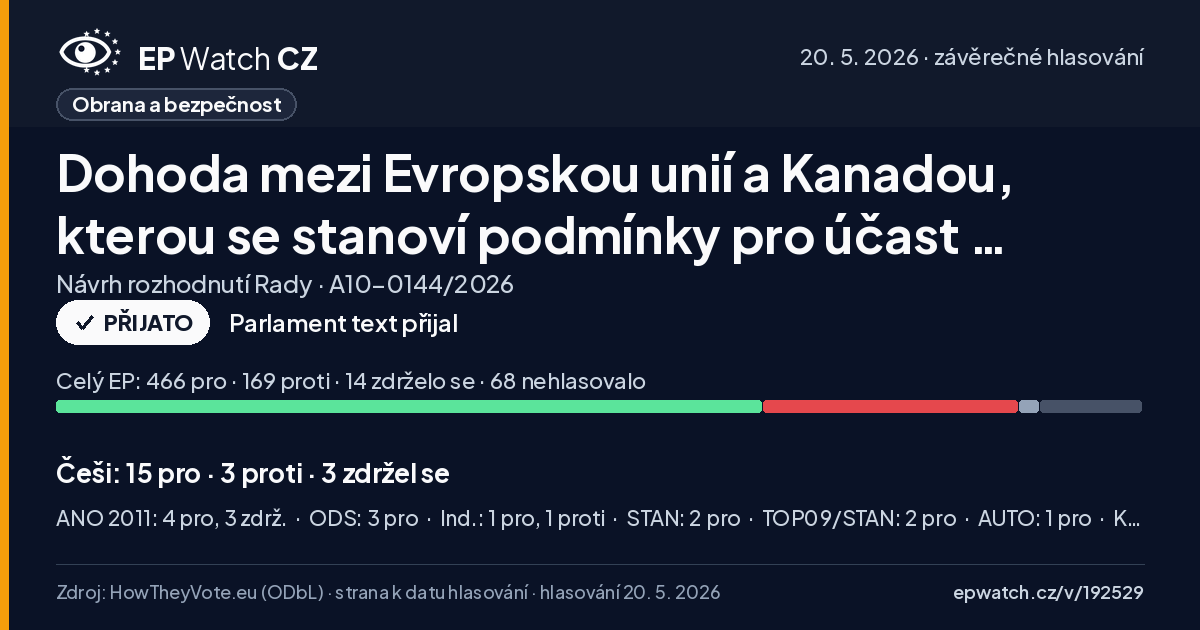 EP Watch CZ
20. 5. 2026 · závěrečné hlasování
Obrana a bezpečnost
Dohoda mezi Evropskou unií a Kanadou,
kterou se stanoví podmínky pro účast …
Návrh rozhodnutí Rady · A10–0144/2026
✓ PŘIJATO Parlament text přijal
Celý EP: 466 pro · 169 proti · 14 zdrželo se · 68 nehlasovalo
Češi: 15 pro · 3 proti · 3 zdržel se
ANO 2011: 4 pro, 3 zdrž. · ODS: 3 pro · Ind.: 1 pro, 1 proti · STAN: 2 pro · TOP09/STAN: 2 pro · AUTO: 1 pro · K…
Zdroj: HowTheyVote.eu (ODbL) · strana k datu hlasování · hlasování 20. 5. 2026
epwatch.cz/v/192529